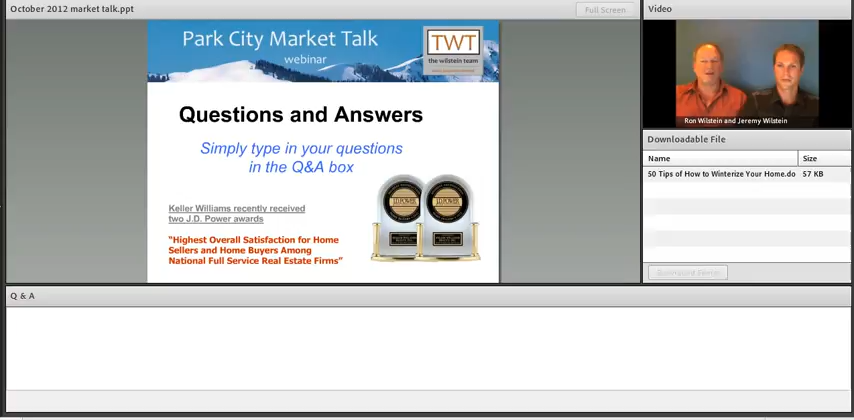 October 2012 market talk.ppt
Full Screen
Park City Market Talk
webinar
TWT
the wilstein team
Questions and Answers
Simply type in your questions
in the Q&A box
Keller Williams recently received
two J.D. Power awards
“Highest Overall Satisfaction for Home
Sellers and Home Buyers Among
National Full Service Real Estate Firms”
Video
Ron Wilstein and Jeremy Wilstein
Downloadable File
Name
Size
50 Tips of How to Winterize Your Home.do
57 KB
Q & A